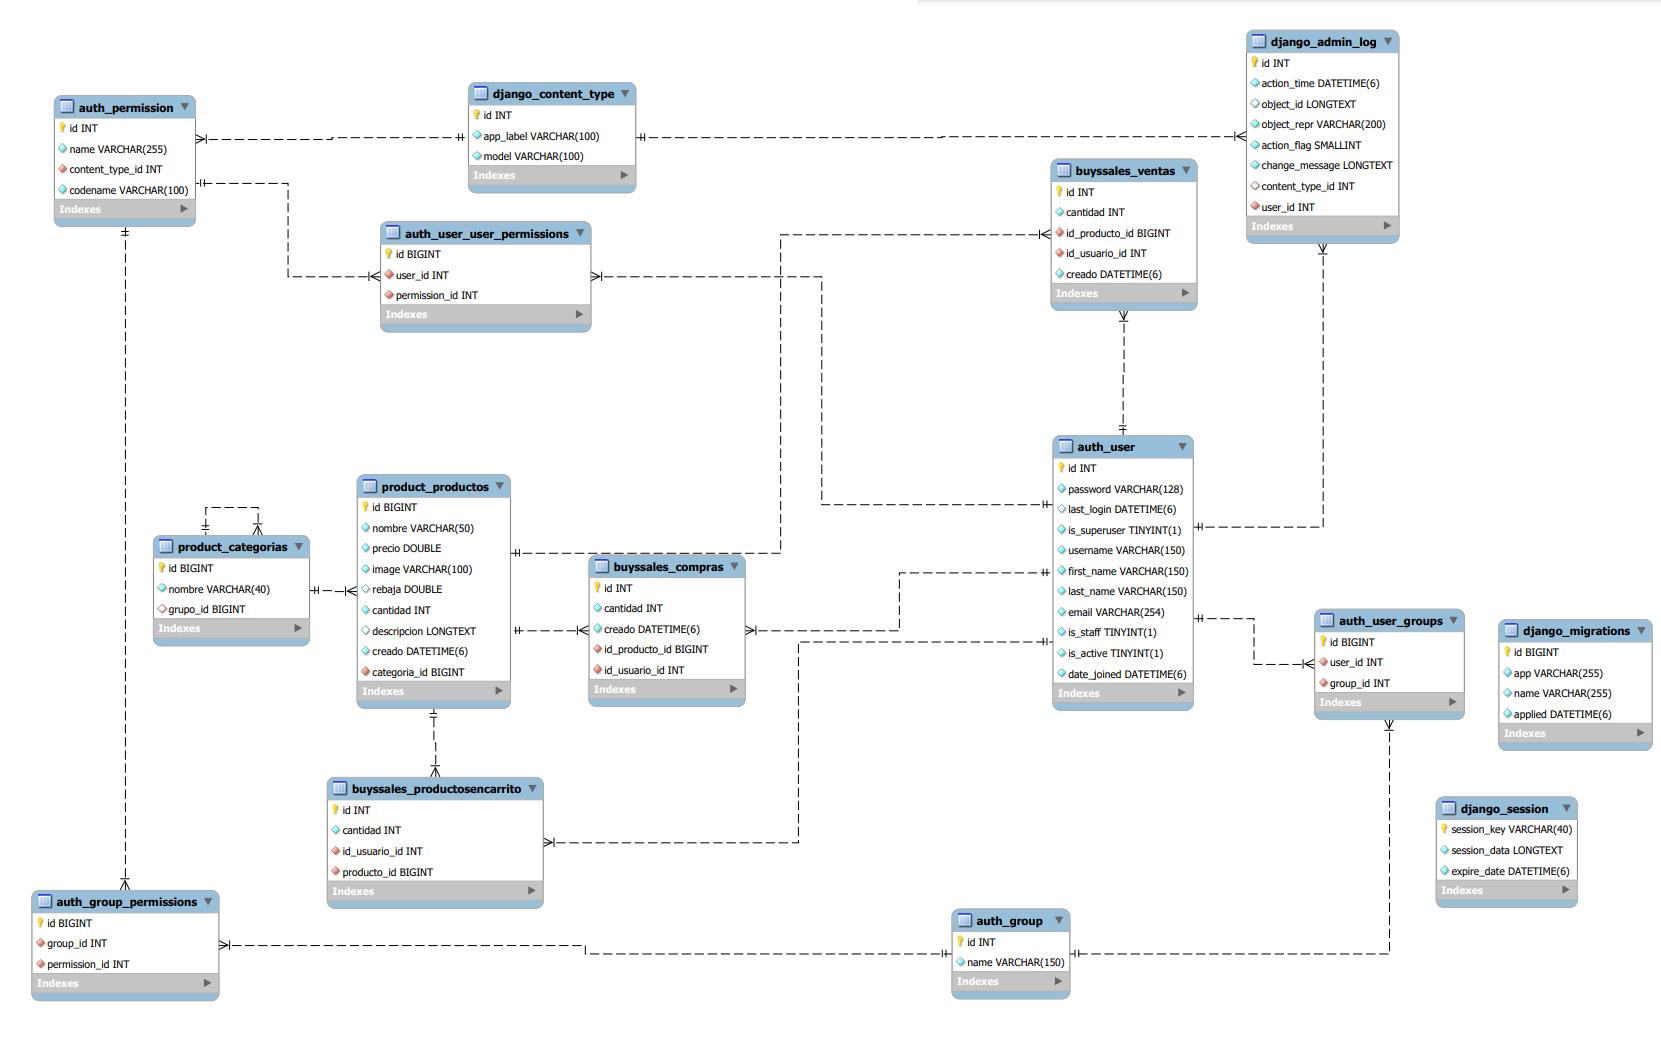 django_admin_log
id INT
action_time DATETIME(6)
object_id LONGTEXT
object_repr VARCHAR(200)
action_flag SMALLINT
change_message LONGTEXT
content_type_id INT
user_id INT
Indexes
django_content_type
id INT
app_label VARCHAR(100)
model VARCHAR(100)
Indexes
auth_permission
id INT
name VARCHAR(255)
content_type_id INT
codename VARCHAR(100)
Indexes
buyssales_ventas
id INT
cantidad INT
id_producto_id BIGINT
id_usuario_id INT
creado DATETIME(6)
Indexes
auth_user_user_permissions
id BIGINT
user_id INT
permission_id INT
Indexes
auth_user
id INT
password VARCHAR(128)
last_login DATETIME(6)
is_superuser TINYINT(1)
username VARCHAR(150)
first_name VARCHAR(150)
last_name VARCHAR(150)
email VARCHAR(254)
is_staff TINYINT(1)
is_active TINYINT(1)
date_joined DATETIME(6)
Indexes
product_productos
id BIGINT
nombre VARCHAR(50)
precio DOUBLE
image VARCHAR(100)
rebaja DOUBLE
cantidad INT
descripcion LONGTEXT
creado DATETIME(6)
categoria_id BIGINT
Indexes
product_categorias
id BIGINT
nombre VARCHAR(40)
grupo_id BIGINT
Indexes
buyssales_compras
id INT
cantidad INT
creado DATETIME(6)
id_producto_id BIGINT
id_usuario_id INT
Indexes
auth_user_groups
id BIGINT
user_id INT
group_id INT
Indexes
django_migrations
id BIGINT
app VARCHAR(255)
name VARCHAR(255)
applied DATETIME(6)
Indexes
buyssales_productosencarrito
id INT
cantidad INT
id_usuario_id INT
producto_id BIGINT
Indexes
django_session
session_key VARCHAR(40)
session_data LONGTEXT
expire_date DATETIME(6)
Indexes
auth_group_permissions
id BIGINT
group_id INT
permission_id INT
Indexes
auth_group
id INT
name VARCHAR(150)
Indexes